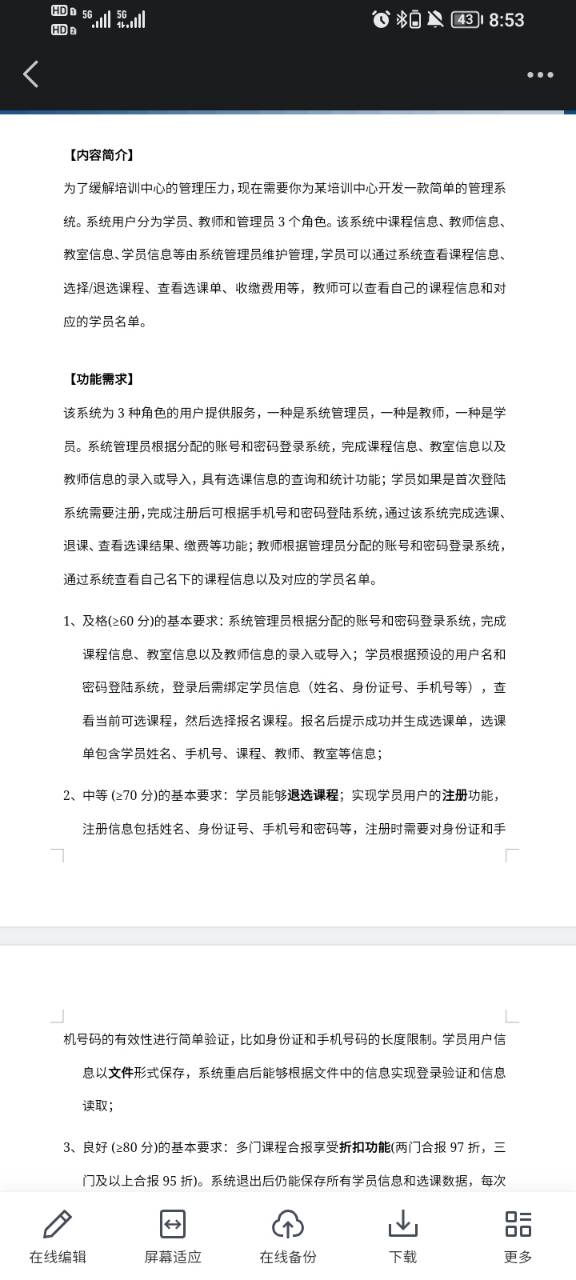 HD 1 5G 5G 43 8:53
HD 2
【内容简介】
为了缓解培训中心的管理压力，现在需要你为某培训中心开发一款简单的管理系
统。系统用户分为学员、教师和管理员 3 个角色。该系统中课程信息、教师信息、
教室信息、学员信息等由系统管理员维护管理，学员可以通过系统查看课程信息、
选择/退选课程、查看选课单、收缴费用等，教师可以查看自己的课程信息和对
应的学员名单。
【功能需求】
该系统为 3 种角色的用户提供服务，一种是系统管理员，一种是教师，一种是学
员。系统管理员根据分配的账号和密码登录系统，完成课程信息、教室信息以及
教师信息的录入或导入，具有选课信息的查询和统计功能；学员如果是首次登陆
系统需要注册，完成注册后可根据手机号和密码登陆系统，通过该系统完成选课、
退课、查看选课结果、缴费等功能；教师根据管理员分配的账号和密码登录系统，
通过系统查看自己名下的课程信息以及对应的学员名单。
1、及格(≥60 分)的基本要求：系统管理员根据分配的账号和密码登录系统，完成
课程信息、教室信息以及教师信息的录入或导入；学员根据预设的用户名和
密码登陆系统，登录后需绑定学员信息（姓名、身份证号、手机号等），查
看当前可选课程，然后选择报名课程。报名后提示成功并生成选课单，选课
单包含学员姓名、手机号、课程、教师、教室等信息；
2、中等 (≥70 分)的基本要求：学员能够退选课程；实现学员用户的注册功能，
注册信息包括姓名、身份证号、手机号和密码等，注册时需要对身份证和手
机号码的有效性进行简单验证，比如身份证和手机号码的长度限制。学员用户信
息以文件形式保存，系统重启后能够根据文件中的信息实现登录验证和信息
读取；
3、良好 (≥80 分)的基本要求：多门课程合报享受折扣功能(两门合报 97 折，三
门及以上合报 95 折)。系统退出后仍能保存所有学员信息和选课数据，每次
在线编辑 屏幕适应 在线备份 下载 更多